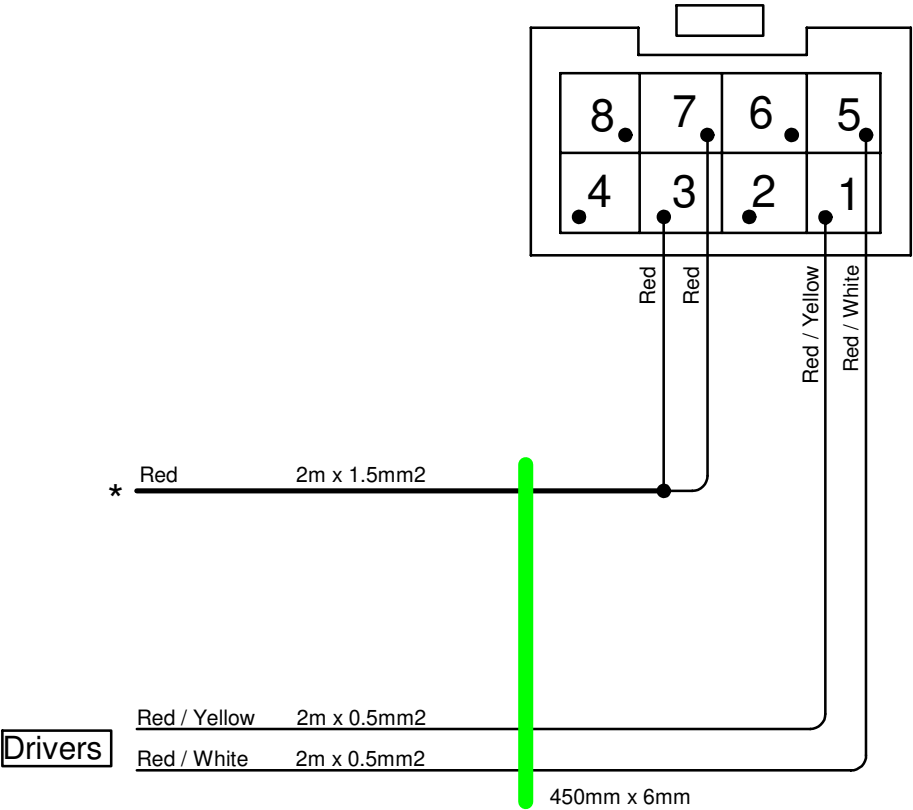 8 7 6 5
4 3 2 1
Red Red Red / Yellow Red / White
* Red 2m x 1.5mm2
Red / Yellow 2m x 0.5mm2
Drivers
Red / White 2m x 0.5mm2
450mm x 6mm